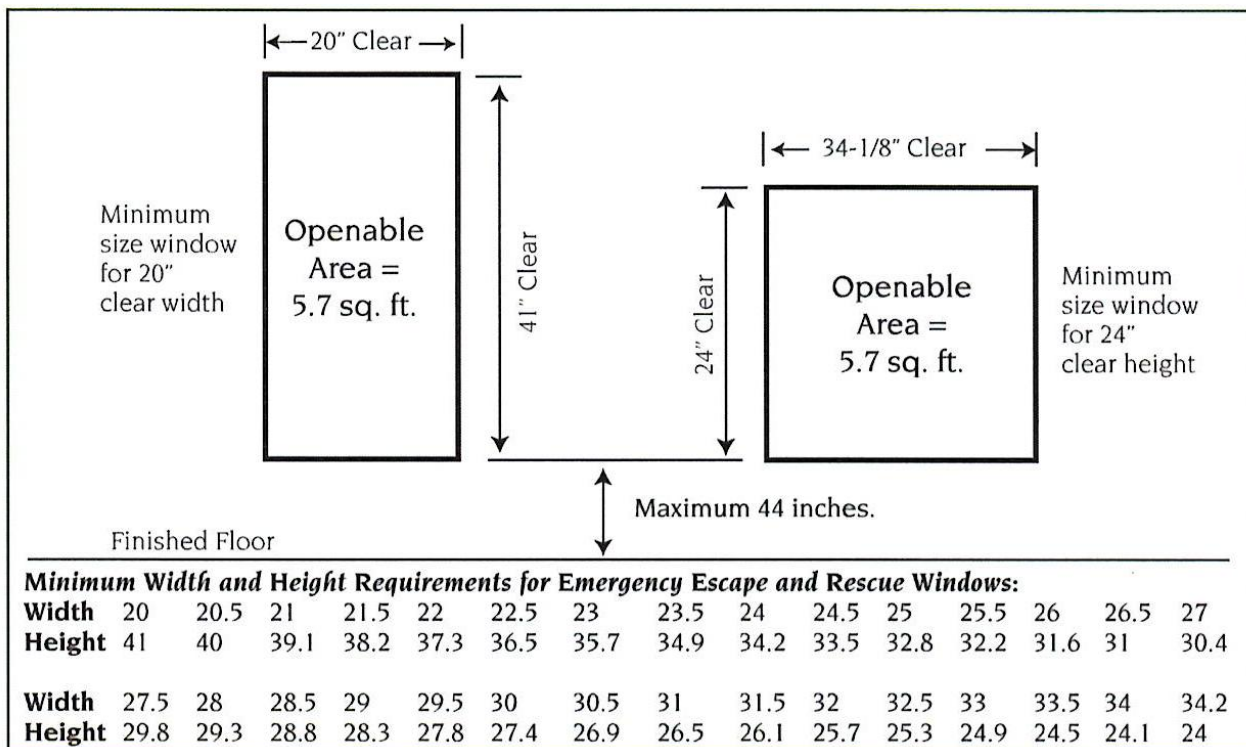 20" Clear
34-1/8" Clear
Minimum
size window
for 20"
clear width
Openable
Area =
5.7 sq. ft.
41" Clear
24" Clear
Openable
Area =
5.7 sq. ft.
Minimum
size window
for 24"
clear height
Maximum 44 inches.
Finished Floor
Minimum Width and Height Requirements for Emergency Escape and Rescue Windows:
Width 20 20.5 21 21.5 22 22.5 23 23.5 24 24.5 25 25.5 26 26.5 27
Height 41 40 39.1 38.2 37.3 36.5 35.7 34.9 34.2 33.5 32.8 32.2 31.6 31 30.4
Width 27.5 28 28.5 29 29.5 30 30.5 31 31.5 32 32.5 33 33.5 34 34.2
Height 29.8 29.3 28.8 28.3 27.8 27.4 26.9 26.5 26.1 25.7 25.3 24.9 24.5 24.1 24